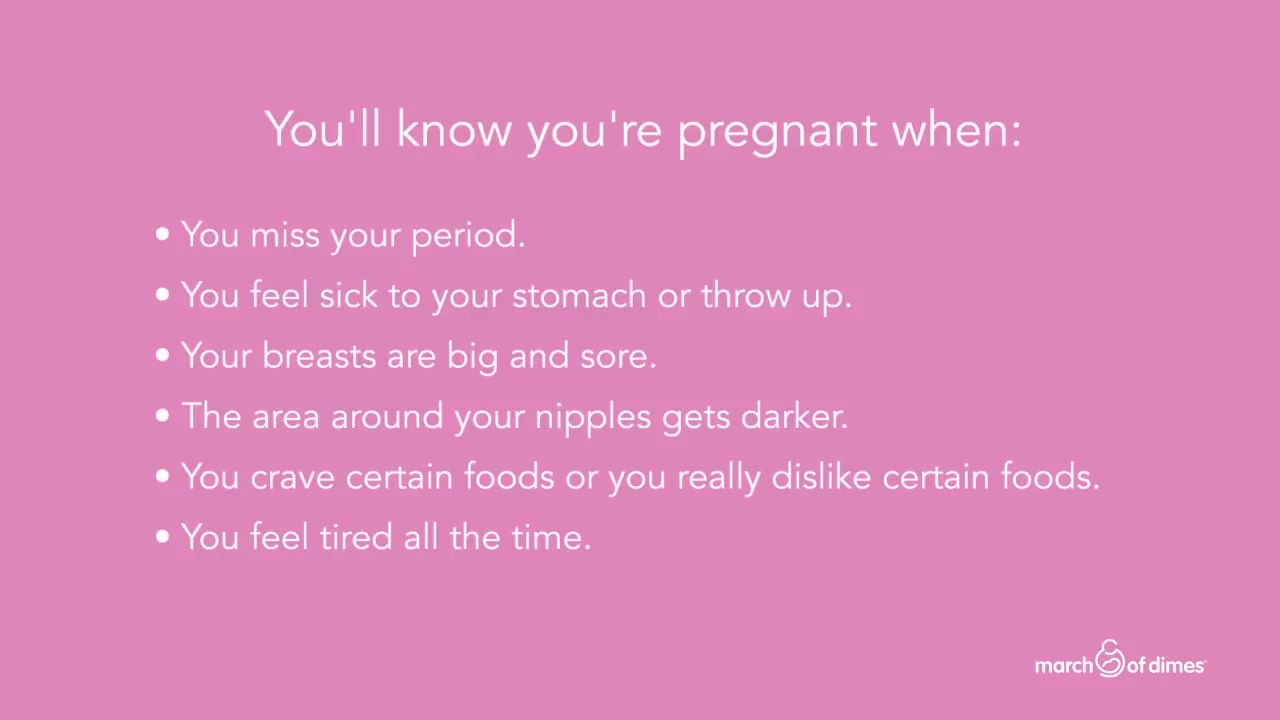 You'll know you're pregnant when:
• You miss your period.
• You feel sick to your stomach or throw up.
• Your breasts are big and sore.
• The area around your nipples gets darker.
• You crave certain foods or you really dislike certain foods.
• You feel tired all the time.
march of dimes